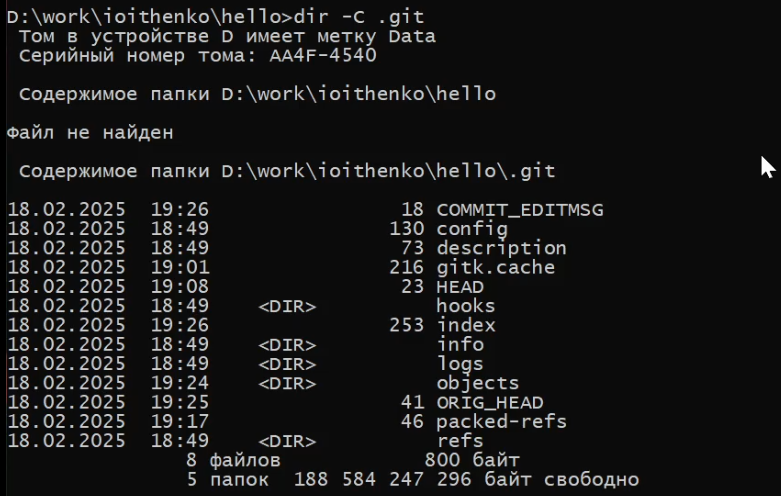 D:\work\ioithenko\hello>dir -C .git
Том в устройстве D имеет метку Data
Серийный номер тома: AA4F-4540
Содержимое папки D:\work\ioithenko\hello
Файл не найден
Содержимое папки D:\work\ioithenko\hello\.git
18.02.2025 19:26 18 COMMIT_EDITMSG
18.02.2025 18:49 130 config
18.02.2025 18:49 73 description
18.02.2025 19:01 216 gitk.cache
18.02.2025 19:08 23 HEAD
18.02.2025 18:49 <DIR> hooks
18.02.2025 19:26 253 index
18.02.2025 18:49 <DIR> info
18.02.2025 18:49 <DIR> logs
18.02.2025 19:24 <DIR> objects
18.02.2025 19:25 41 ORIG_HEAD
18.02.2025 19:17 46 packed-refs
18.02.2025 18:49 <DIR> refs
8 файлов 800 байт
5 папок 188 584 247 296 байт свободно